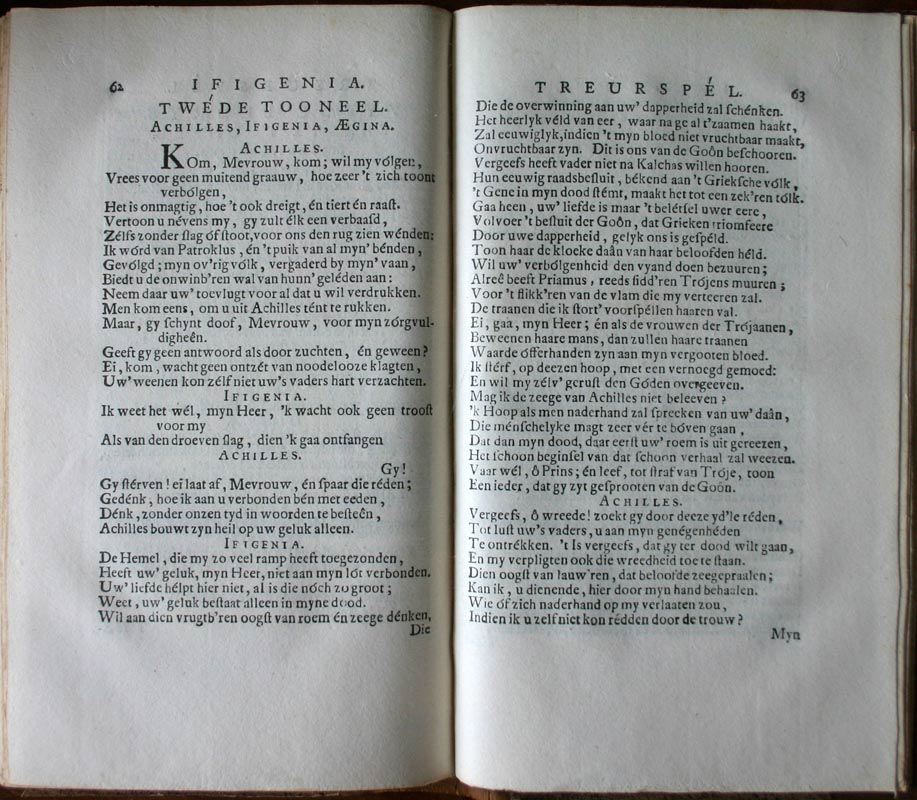 62 IFIGENIA.
TWÉDE TOONEEL.
ACHILLES, IFIGENIA, ÆGINA.
ACHILLES.
KOm, Mevrouw, kom; wil my vólgen,
Vrees voor geen muitend graauw, hoe zeer 't zich toont
verbólgen,
Het is onmagtig, hoe 't ook dreigt, én tiert én raaſt.
Vertoon u névens my, gy zult élk een verbaaſd,
Zélfs zonder ſlag óf ſtoot, voor ons den rug zien wénden:
Ik wórd van Patroklus, én 't puik van al myn' bénden,
Gevólgd; myn ov'rig vólk, vergaderd by myn' vaan,
Biedt u de onwinb'ren wal van hunn' geléden aan:
Neem daar uw' toevlugt voor al dat u wil verdrukken.
Men kom eens, om u uit Achilles tént te rukken.
Maar, gy ſchynt doof, Mevrouw, voor myn zórgvul-
digheên.
Geeft gy geen antwoord als door zuchten, én geween?
Ei, kom, wacht geen ontzét van noodelooze klagten,
Uw' weenen kon zélf niet uw's vaders hart verzachten.
IFIGENIA.
Ik weet het wél, myn Heer, 'k wacht ook geen trooſt
voor my
Als van den droeven ſlag, dien 'k gaa ontfangen
ACHILLES.
Gy!
Gy ſtérven! ei laat af, Mevrouw, én ſpaar die réden;
Gedénk, hoe ik aan u verbonden bén met eeden,
Dénk, zonder onzen tyd in woorden te beſteên,
Achilles bouwt zyn heil op uw geluk alleen.
IFIGENIA.
De Hemel, die my zo veel ramp heeft toegezonden,
Heeft uw' geluk, myn Heer, niet aan myn lót verbonden.
Uw' liefde hélpt hier niet, al is die nóch zo groot;
Weet, uw' geluk beſtaat alleen in myne dood.
Wil aan dien vrugtb'ren oogſt van roem én zeege dénken,
Die
TREURSPÉL. 63
Die de overwinning aan uw' dapperheid zal ſchénken.
Het heerlyk véld van eer, waar na ge al t'zaamen haakt,
Zal eeuwiglyk, indien 't myn bloed niet vruchtbaar maakt,
Onvruchtbaar zyn. Dit is ons van de Goôn beſchooren.
Vergeefs heeft vader niet na Kalchas willen hooren.
Hun eeuwig raadsbeſluit, békend aan 't Griekſche vólk,
't Gene in myn dood ſtémt, maakt het tot een zek'ren tólk.
Gaa heen, uw' liefde is maar 't belétſel uwer eere,
Volvoer 't beſluit der Goôn, dat Grieken triomfeere
Door uwe dapperheid, gelyk ons is geſpéld.
Toon haar de kloeke daân van haar beloofden héld.
Wil uw' verbólgenheid den vyand doen bezuuren;
Alreê beeft Priamus, reeds ſidd'ren Trójens muuren;
Voor 't flikk'ren van de vlam die my verteeren zal.
De traanen die ik ſtort' voorſpéllen haaren val.
Ei, gaa, myn Heer; én als de vrouwen der Trójaanen,
Beweenen haare mans, dan zullen haare traanen
Waarde ófferhanden zyn aan myn vergooten bloed.
Ik ſtérf, op deezen hoop, met een vernoegd gemoed:
En wil my zélv' geruſt den Góden overgeeven.
Mag ik de zeege van Achilles niet beleeven?
'k Hoop als men naderhand zal ſpreeken van uw' daân,
Die ménſchelyke magt zeer vér te bóven gaan,
Dat dan myn dood, daar eerſt uw' roem is uit gereezen,
Het ſchoon beginſel van dat ſchoon verhaal zal weezen.
Vaar wél, ô Prins; én leef, tot ſtraf van Tróje, toon
Een ieder, dat gy zyt geſprooten van de Goôn.
ACHILLES.
Vergeefs, ô wreede! zoekt gy door deeze yd'le réden,
Tot luſt uw's vaders, u aan myn genégenhéden
Te ontrékken. 't Is vergeefs, dat gy ter dood wilt gaan,
En my verpligten ook die wreedheid toe te ſtaan.
Dien oogſt van lauw'ren, dat beloofde zeegepraalen;
Kan ik, u dienende, hier door myn hand behaalen.
Wie óf zich naderhand op my verlaaten zou,
Indien ik u zelf niet kon rédden door de trouw?
Myn